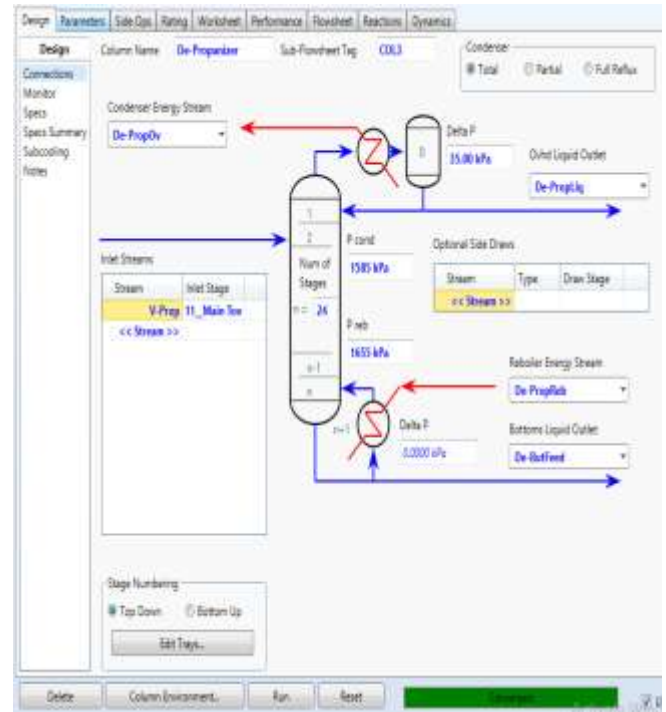 Design Parameters Side Ops Rating Worksheet Performance Flowsheet Reactions Dynamics
Design
Connections
Monitor
Specs
Specs Summary
Subcooling
Notes
Column Name De-Propanizer Sub-Flowsheet Tag COL3
Condenser
Total Partial Full Reflux
Condenser Energy Stream
De-PropOv
Delta P
35.00 kPa
Ovhd Liquid Outlet
De-PropLiq
Inlet Streams
Stream Inlet Stage
V-Prop 11_Main Tow
<< Stream >>
1
2
Num of
Stages
n = 24
n-1
n
n+1
P cond
1585 kPa
P reb
1655 kPa
Optional Side Draws
Stream Type Draw Stage
<< Stream >>
Reboiler Energy Stream
De-PropReb
Delta P
0.0000 kPa
Bottoms Liquid Outlet
De-ButFeed
Stage Numbering
Top Down Bottom Up
Edit Trays...
Delete Column Environment... Run Reset Converged